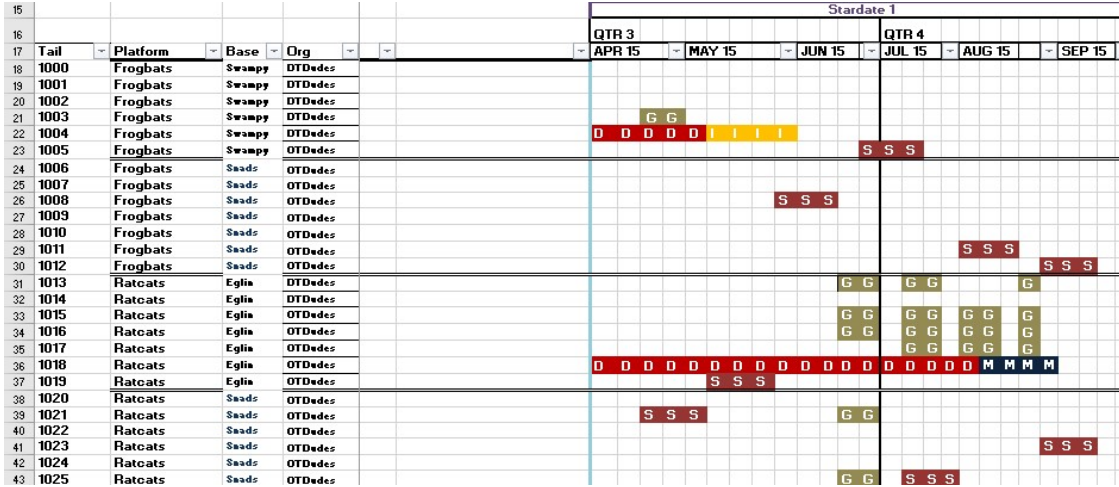 15 Stardate 1
16 QTR 3 QTR 4
17 Tail Platform Base Org APR 15 MAY 15 JUN 15 JUL 15 AUG 15 SEP 15
18 1000 Frogbats Swampy DTDudes
19 1001 Frogbats Swampy DTDudes
20 1002 Frogbats Swampy DTDudes
21 1003 Frogbats Swampy DTDudes G G
22 1004 Frogbats Swampy DTDudes D D D D D I I I I
23 1005 Frogbats Swampy OTDudes S S S
24 1006 Frogbats Snads OTDudes
25 1007 Frogbats Snads OTDudes
26 1008 Frogbats Snads OTDudes S S S
27 1009 Frogbats Snads OTDudes
28 1010 Frogbats Snads OTDudes
29 1011 Frogbats Snads OTDudes S S S
30 1012 Frogbats Snads OTDudes S S S
31 1013 Ratcats Eglin DTDudes G G G G G
32 1014 Ratcats Eglin DTDudes
33 1015 Ratcats Eglin OTDudes G G G G G G G
34 1016 Ratcats Eglin OTDudes G G G G G G G
35 1017 Ratcats Eglin OTDudes G G G G G
36 1018 Ratcats Eglin OTDudes D D D D D D D D D D D D D D D D D D M M M M
37 1019 Ratcats Eglin OTDudes S S S
38 1020 Ratcats Snads OTDudes
39 1021 Ratcats Snads OTDudes S S S G G
40 1022 Ratcats Snads OTDudes
41 1023 Ratcats Snads OTDudes S S S
42 1024 Ratcats Snads OTDudes
43 1025 Ratcats Snads OTDudes G G S S S